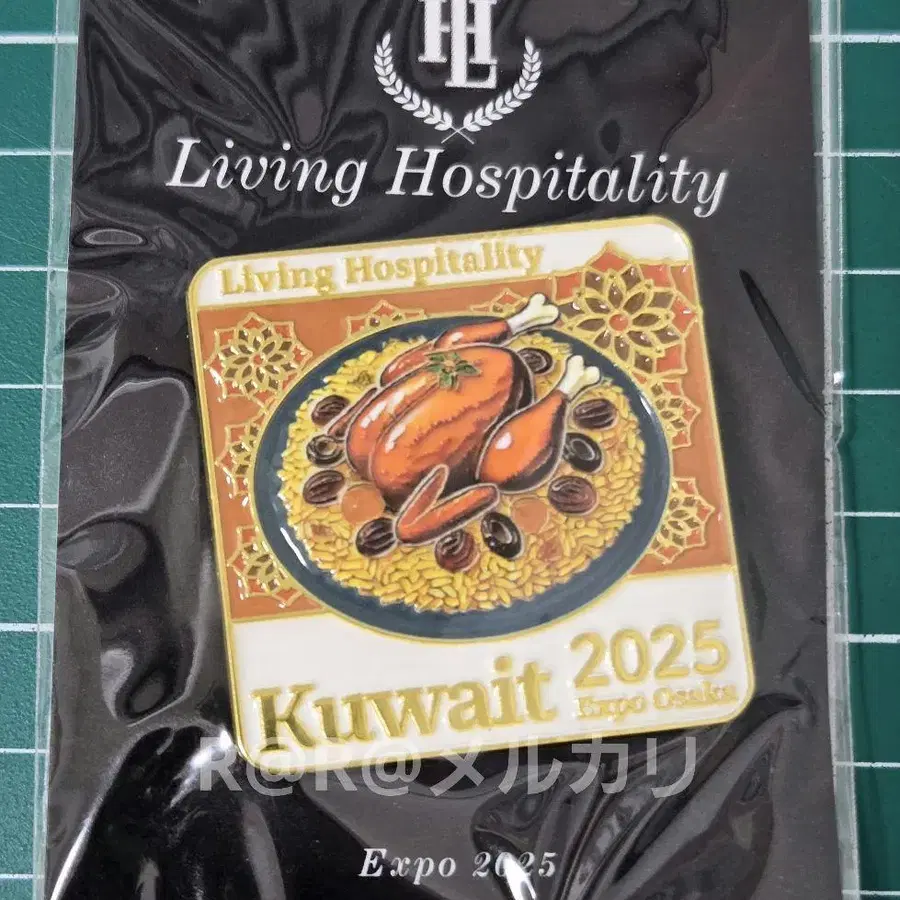 HL
Living Hospitality
Living Hospitality
Kuwait
2025
Expo Osaka
R@R@メルカリ
Expo 2025